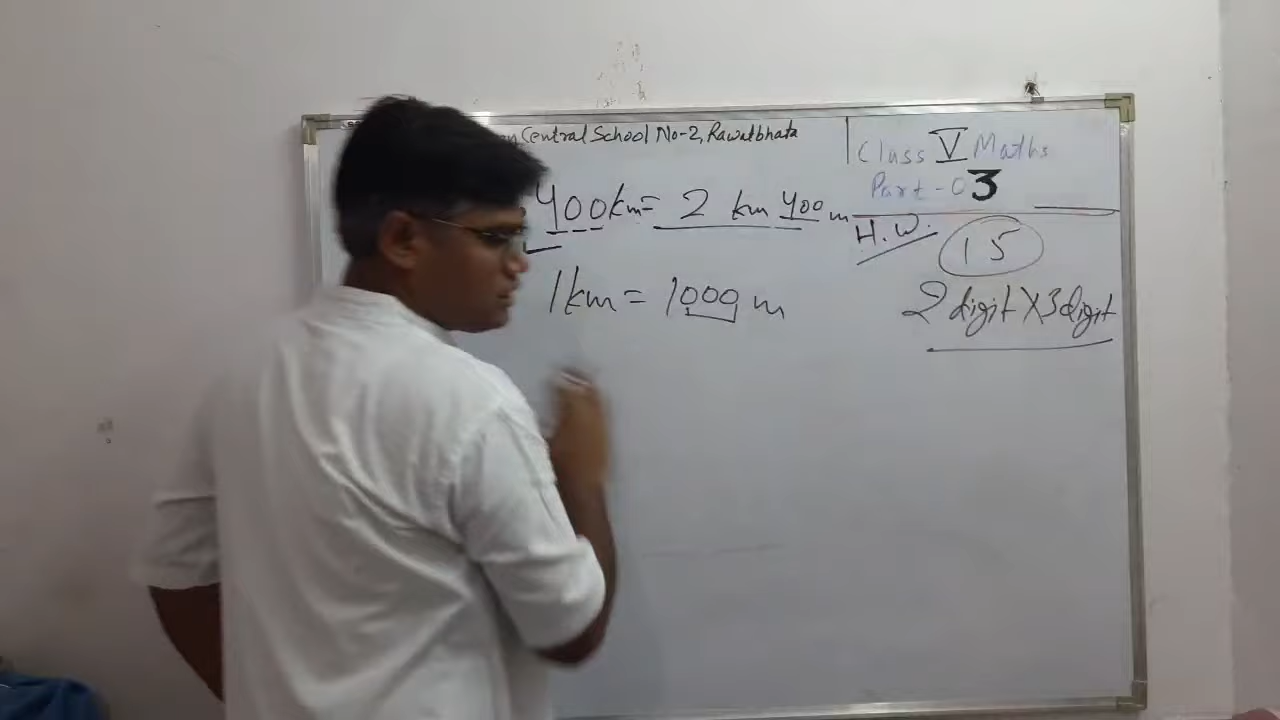 Central School No-2, Rawatbhata
Class V Maths
Part-03
400km = 2 km 400 m
H.W.
15
1km = 1000 m
2 digit X 3 digit